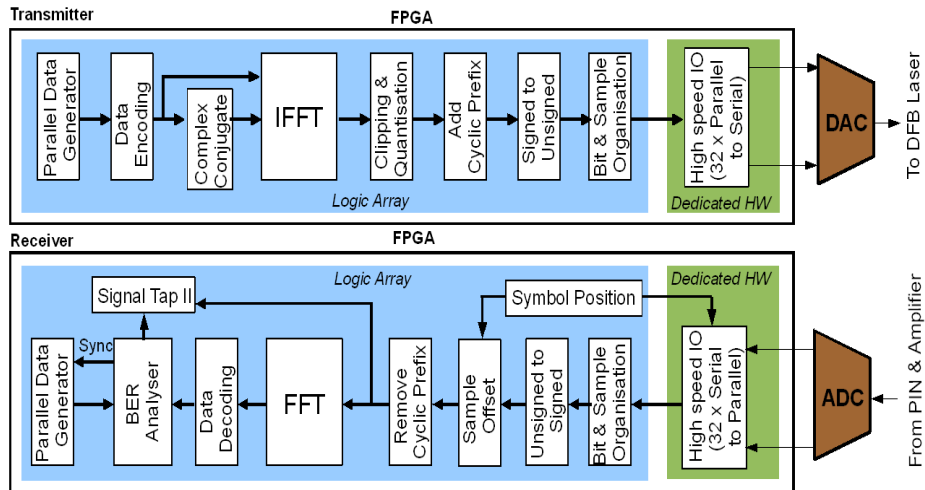 Transmitter
FPGA
Parallel Data
Generator
Data
Encoding
Complex
Conjugate
IFFT
Clipping &
Quantisation
Add
Cyclic Prefix
Signed to
Unsigned
Bit & Sample
Organisation
Logic Array
High speed IO
(32 x Parallel
to Serial)
Dedicated HW
DAC
To DFB Laser
Receiver
FPGA
Logic Array
Dedicated HW
Signal Tap II
Symbol Position
Sync
Parallel Data
Generator
BER
Analyser
Data
Decoding
FFT
Remove
Cyclic Prefix
Sample
Offset
Unsigned to
Signed
Bit & Sample
Organisation
High speed IO
(32 x Serial
to Parallel)
ADC
From PIN & Amplifier